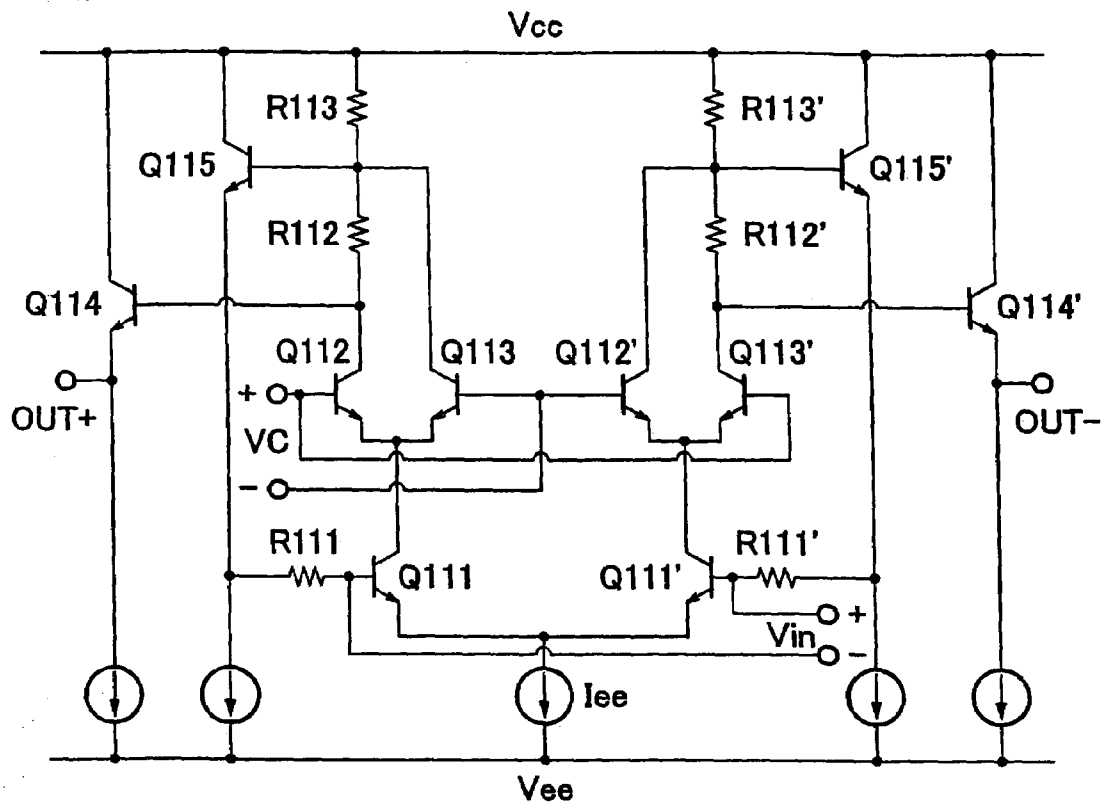 Vcc
R113
R113'
Q115
Q115'
R112
R112'
Q114
Q114'
Q112
Q113
Q112'
Q113'
+
OUT+
VC
OUT-
-
R111
R111'
Q111
Q111'
+
Vin
-
Iee
Vee